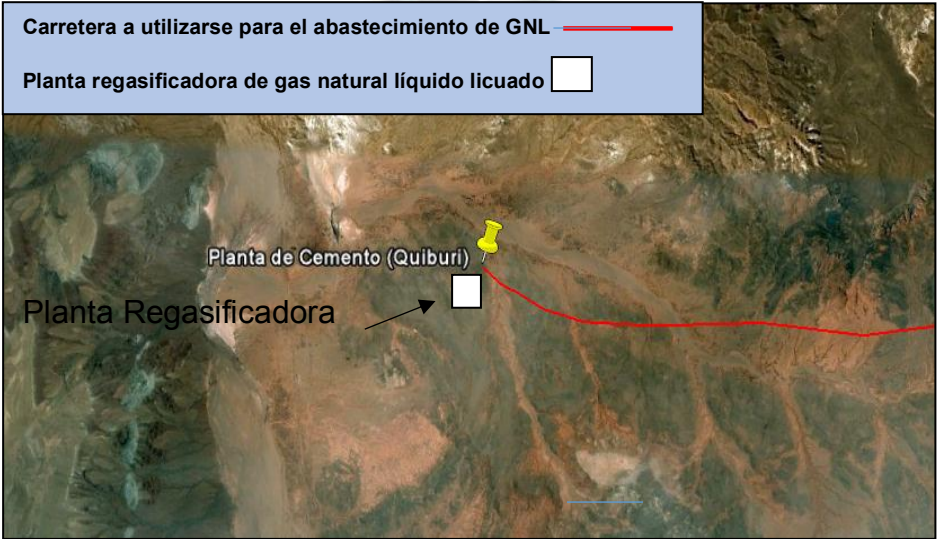 Carretera a utilizarse para el abastecimiento de GNL
Planta regasificadora de gas natural líquido licuado
Planta de Cemento (Quiburi)
Planta Regasificadora